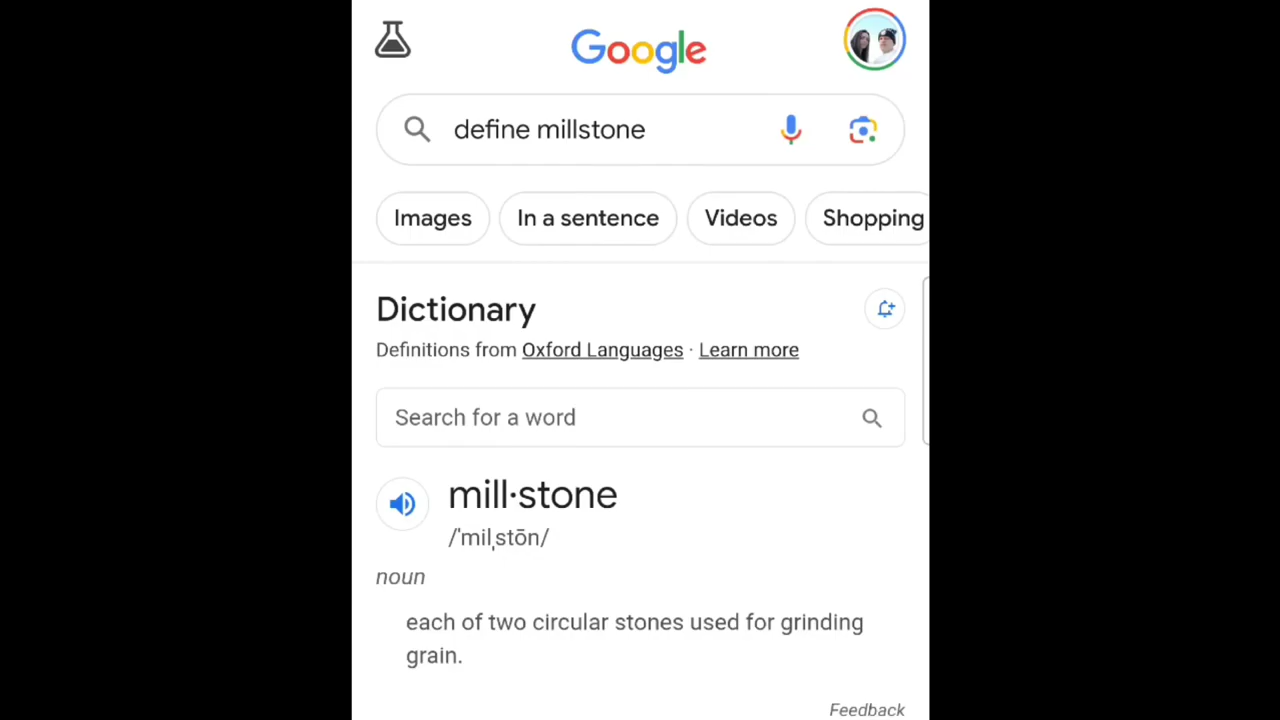 Google
define millstone
Images
In a sentence
Videos
Shopping
Dictionary
Definitions from Oxford Languages · Learn more
Search for a word
mill·stone
/ˈmilˌstōn/
noun
each of two circular stones used for grinding
grain.
Feedback